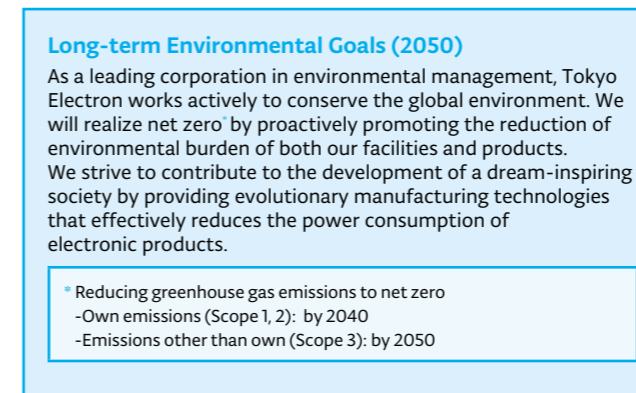 Long-term Environmental Goals (2050)
As a leading corporation in environmental management, Tokyo
Electron works actively to conserve the global environment. We
will realize net zero* by proactively promoting the reduction of
environmental burden of both our facilities and products.
We strive to contribute to the development of a dream-inspiring
society by providing evolutionary manufacturing technologies
that effectively reduces the power consumption of
electronic products.
* Reducing greenhouse gas emissions to net zero
-Own emissions (Scope 1, 2): by 2040
-Emissions other than own (Scope 3): by 2050